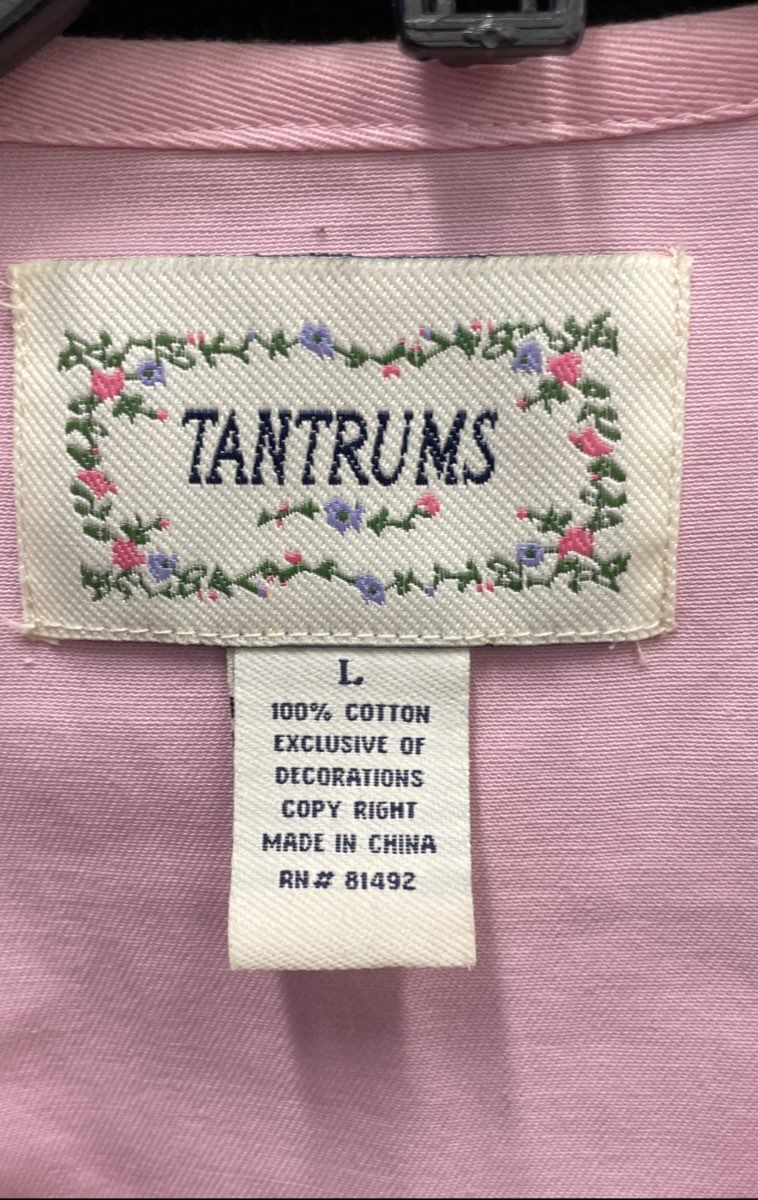 TANTRUMS
L
100% COTTON
EXCLUSIVE OF
DECORATIONS
COPY RIGHT
MADE IN CHINA
RN# 81492